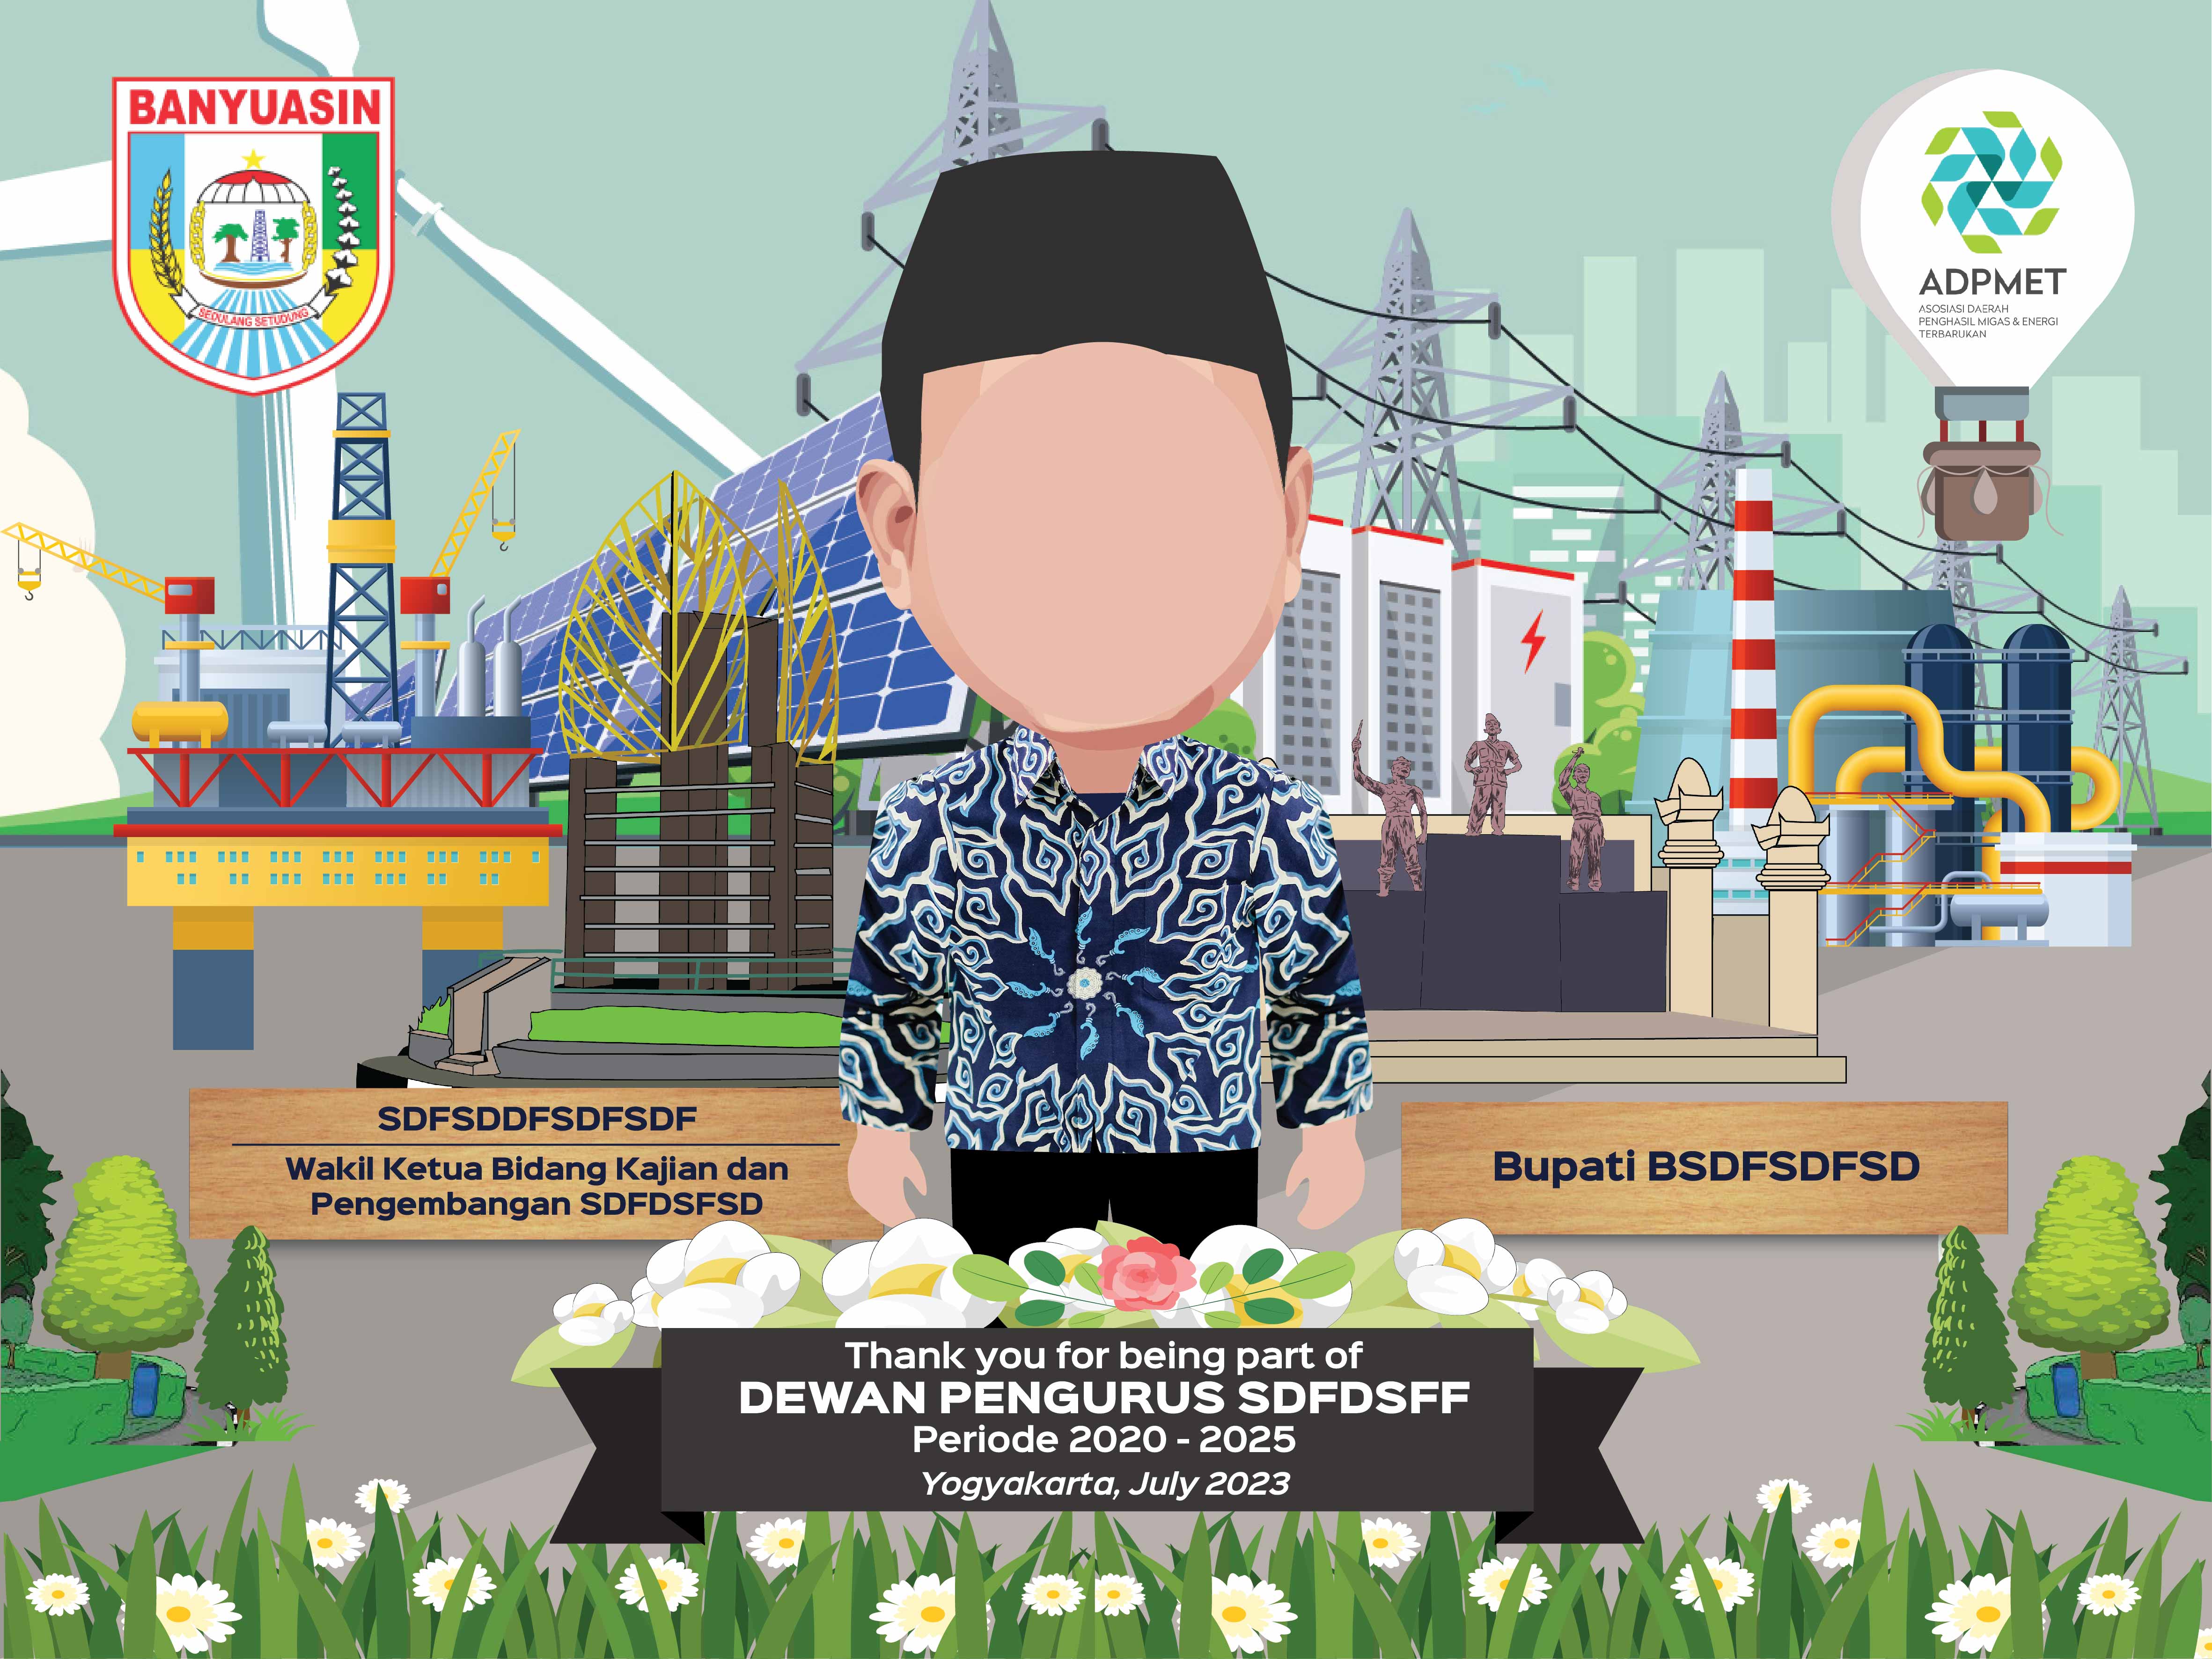 BANYUASIN
SEDULANG SETUDUNG
ADPMET
ASOSIASI DAERAH
PENGHASIL MIGAS & ENERGI
TERBARUKAN
SDFSDDFSDFSDF
Wakil Ketua Bidang Kajian dan
Pengembangan SDFDSFSD
Bupati BSDFSDFSD
Thank you for being part of
DEWAN PENGURUS SDFDSFF
Periode 2020 - 2025
Yogyakarta, July 2023